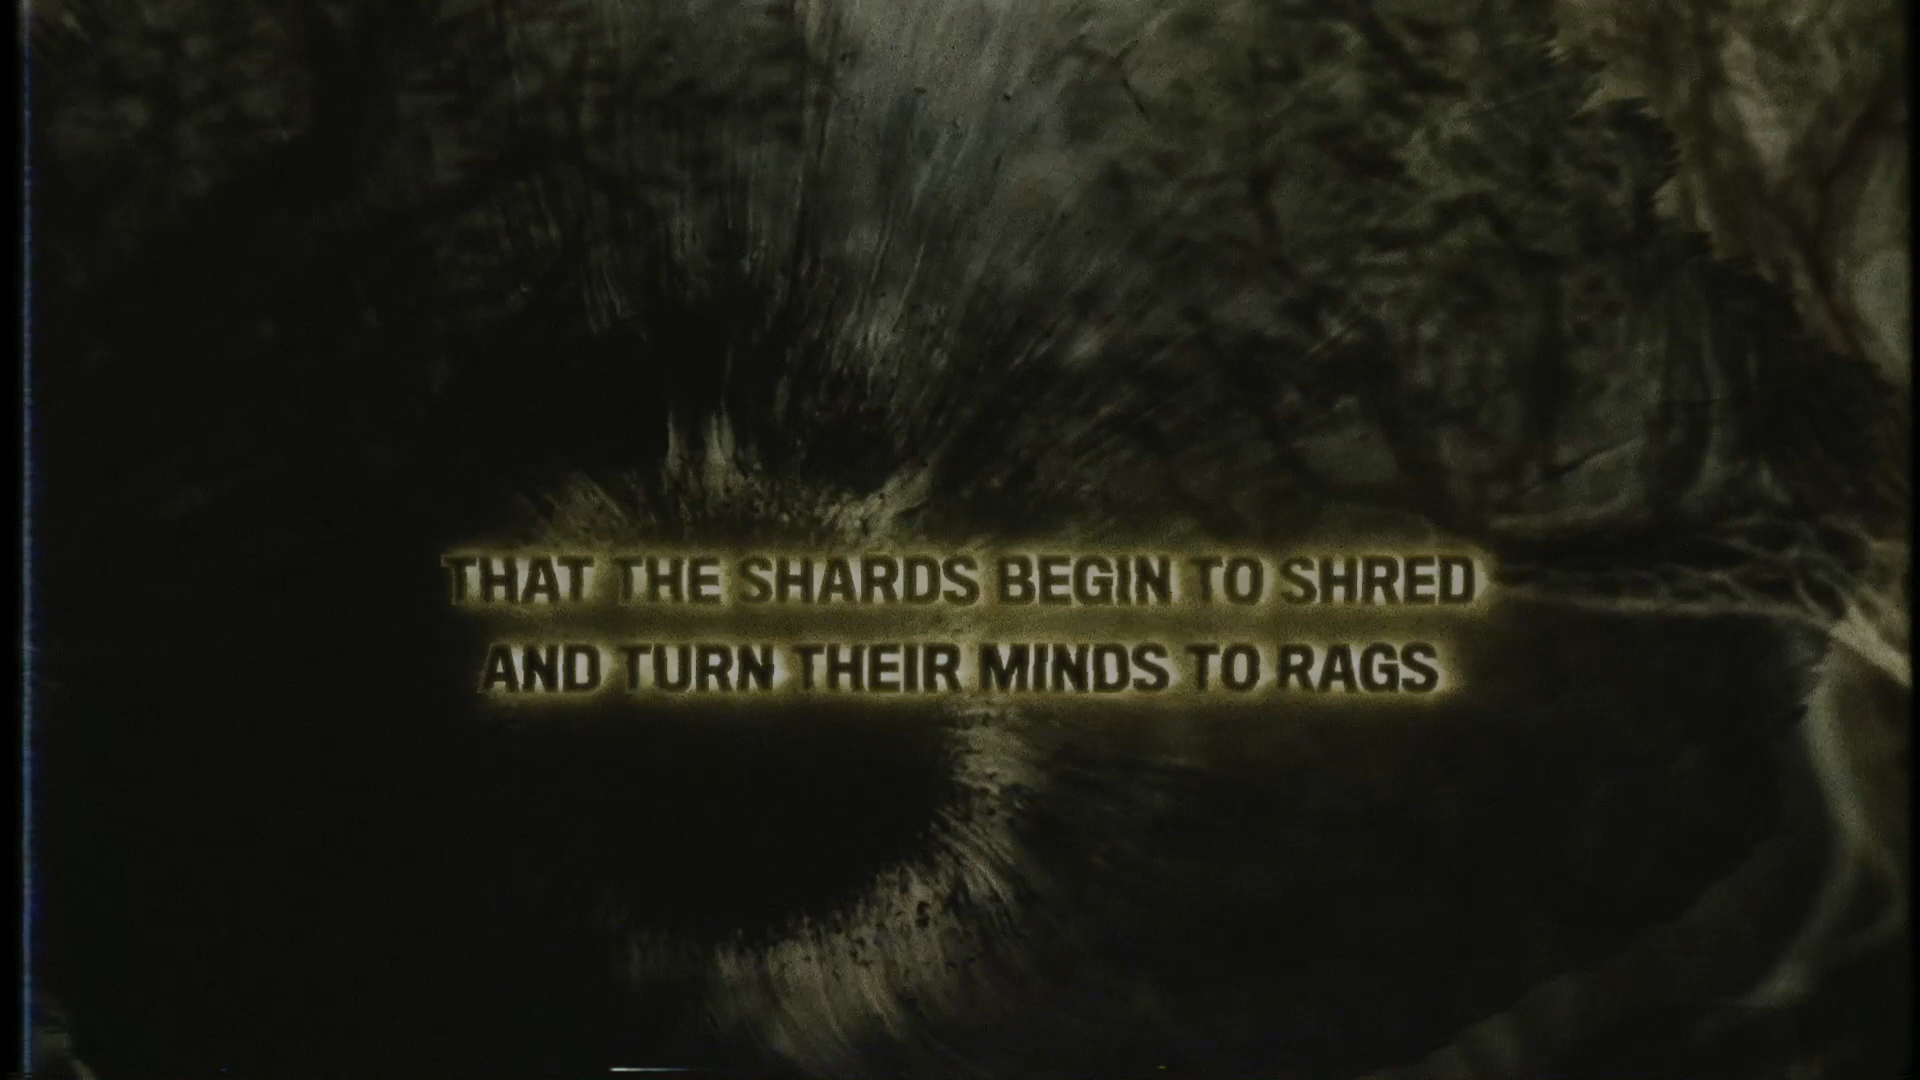 THAT THE SHARDS BEGIN TO SHRED
AND TURN THEIR MINDS TO RAGS